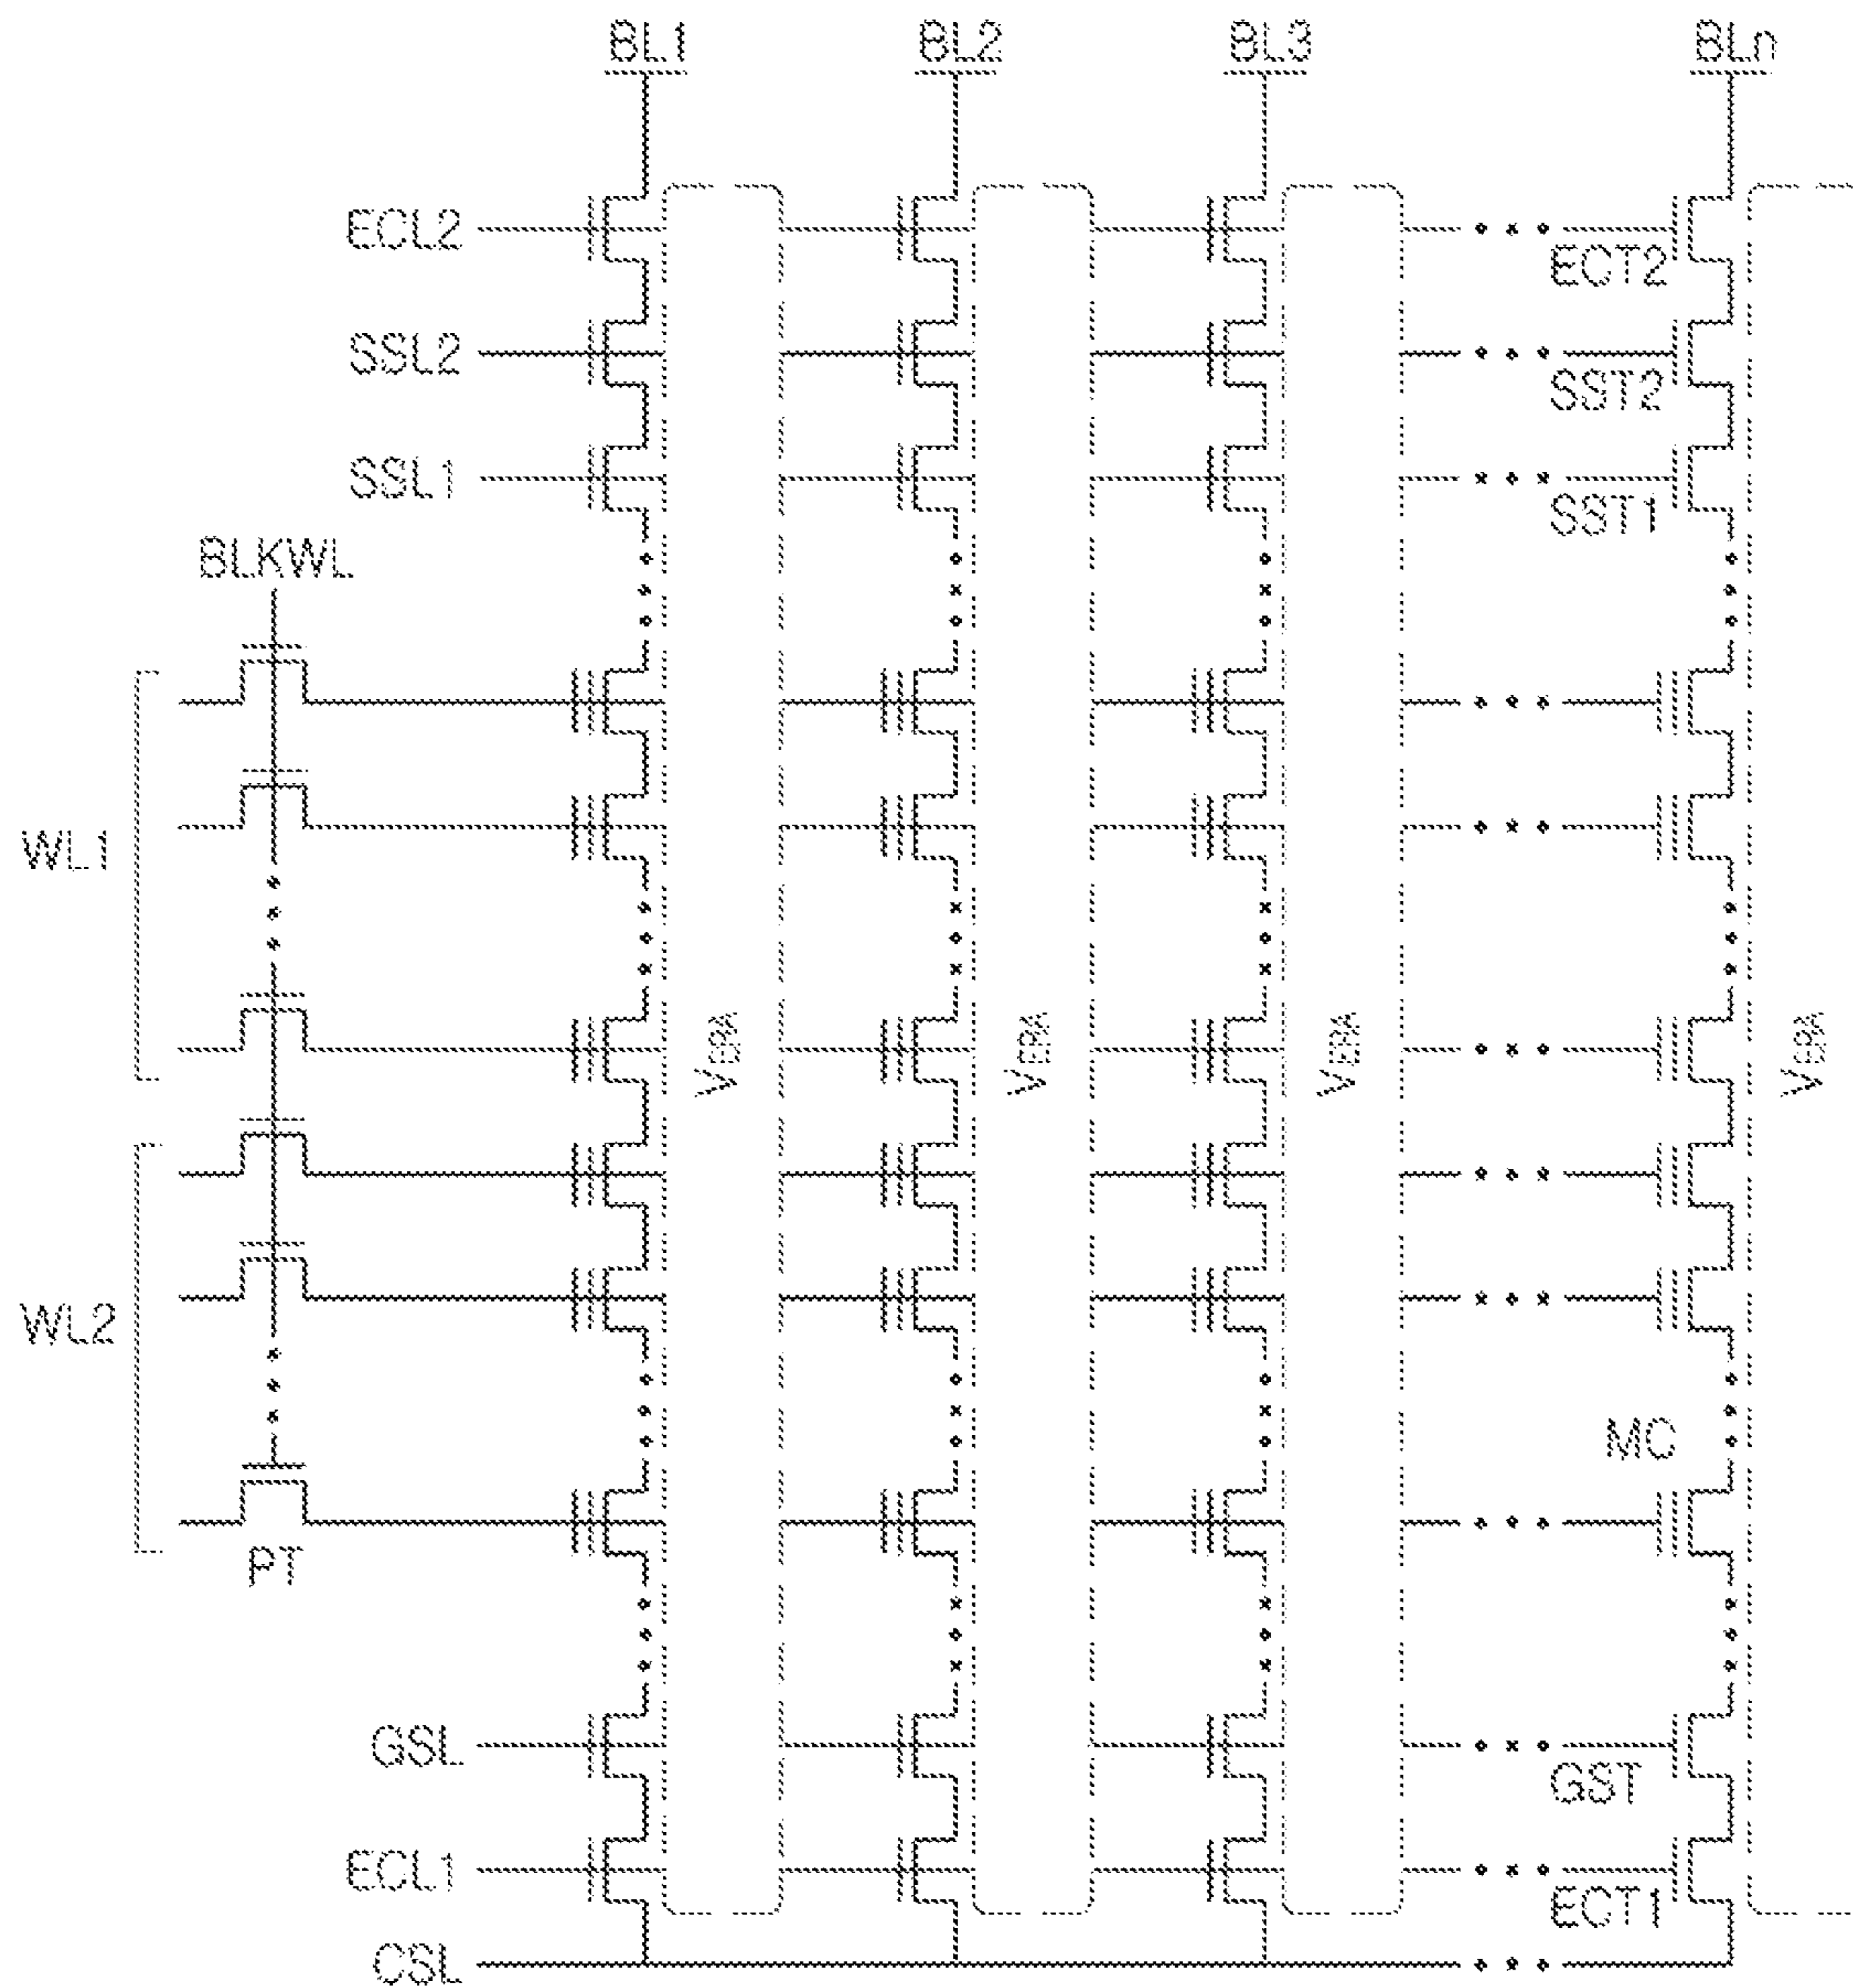 BL1 BL2 BL3 BLn
ECL2
ECT2
SSL2
SST2
SSL1
SST1
BLKWL
WL1
VERA VERA VERA VERA
WL2
MC
PT
GSL
GST
ECL1
ECT1
CSL